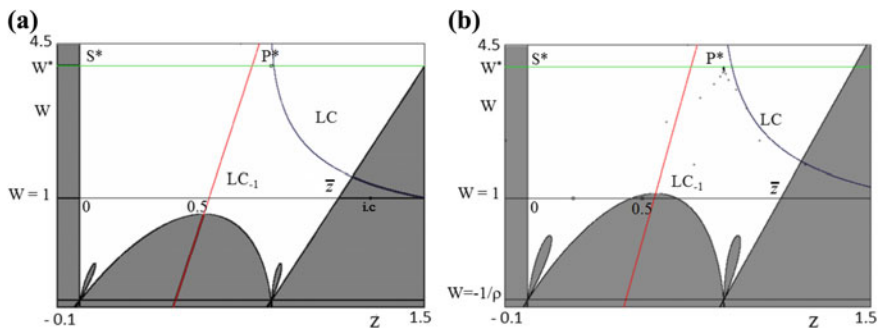 (a)
4.5
W*
W
W = 1
- 0.1
S*
P*
LC
LC₋₁
z̅
0
0.5
i.c
Z
1.5
(b)
4.5
W*
W
W = 1
W=-1/ρ
- 0.1
S*
P*
LC
LC₋₁
z̅
0
0.5
Z
1.5